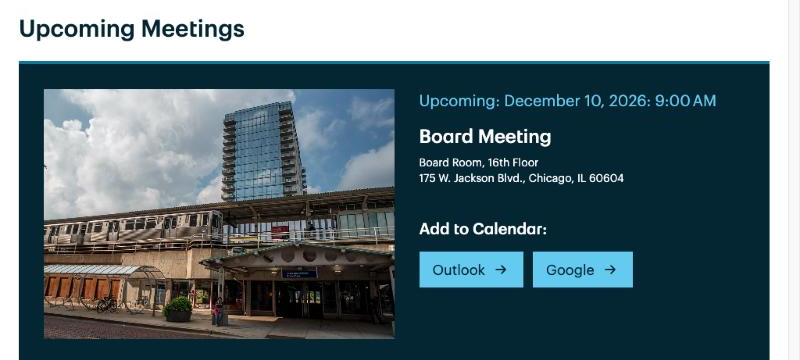 Upcoming Meetings
Upcoming: December 10, 2026: 9:00 AM
Board Meeting
Board Room, 16th Floor
175 W. Jackson Blvd., Chicago, IL 60604
Add to Calendar:
Outlook →
Google →